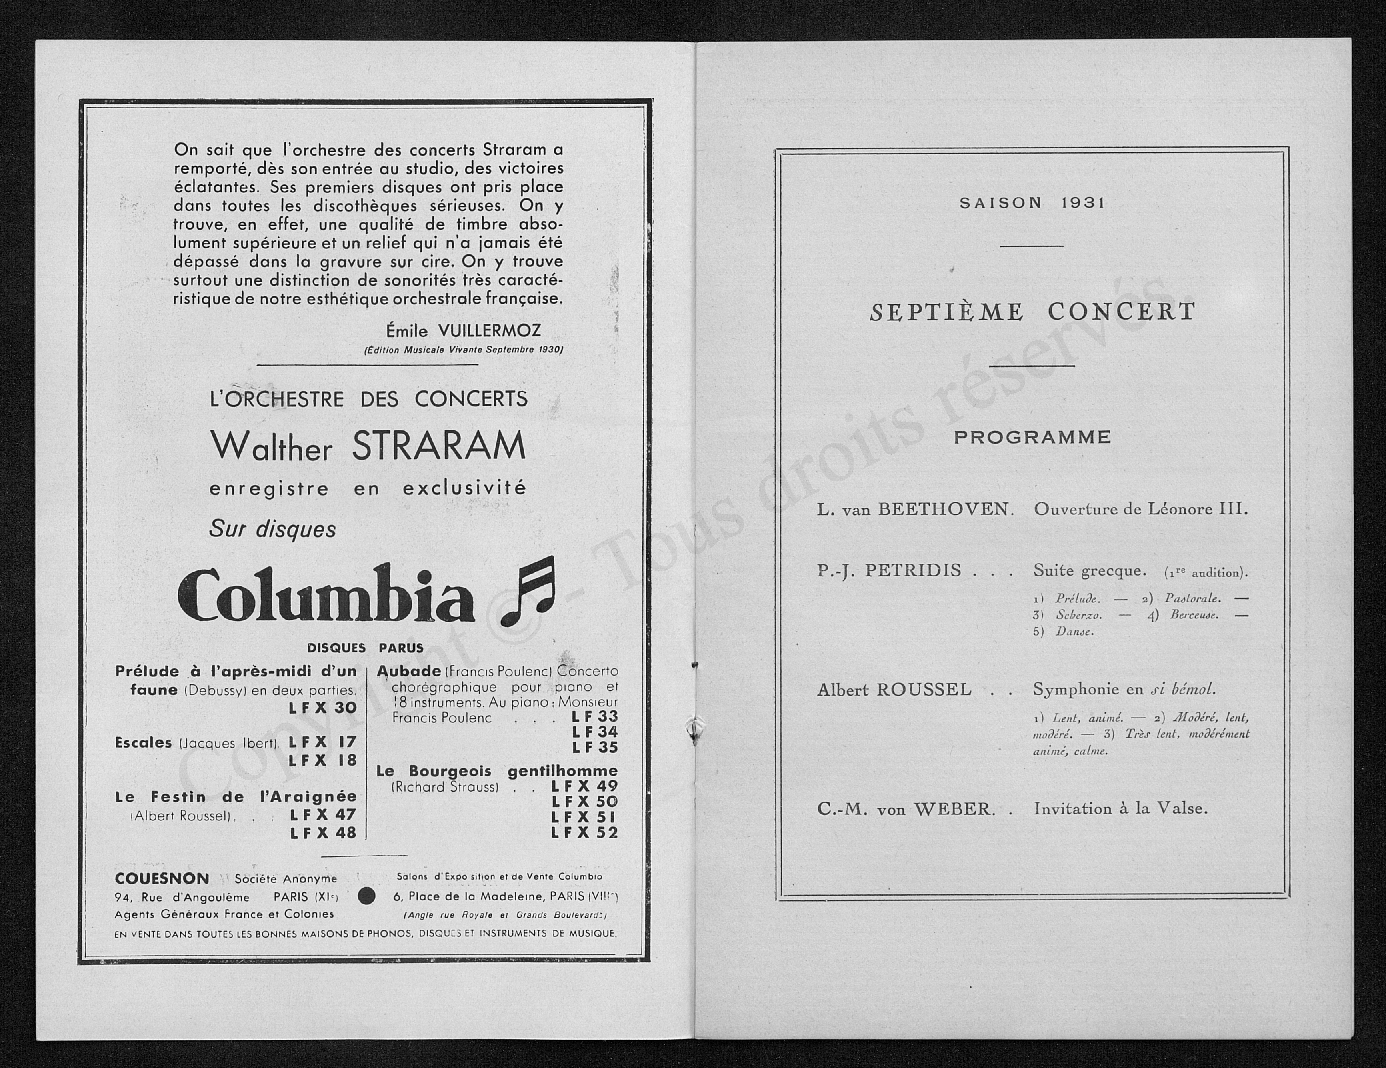 On sait que l'orchestre des concerts Straram a
remporté, dès son entrée au studio, des victoires
éclatantes. Ses premiers disques ont pris place
dans toutes les discothèques sérieuses. On y
trouve, en effet, une qualité de timbre abso-
lument supérieure et un relief qui n'a jamais été
dépassé dans la gravure sur cire. On y trouve
surtout une distinction de sonorités très caracté-
ristique de notre esthétique orchestrale française.
Émile VUILLERMOZ
(Édition Musicale Vivante Septembre 1930)
L'ORCHESTRE DES CONCERTS
Walther STRARAM
enregistre en exclusivité
Sur disques
Columbia
DISQUES PARUS
Prélude à l'après-midi d'un
faune (Debussy) en deux parties.
LFX 30
Escales (Jacques Ibert). LFX 17
LFX 18
Le Festin de l'Araignée
(Albert Roussel). . . LFX 47
LFX 48
Aubade (Francis Poulenc) Concerto
chorégraphique pour piano et
18 instruments. Au piano : Monsieur
Francis Poulenc . . . LF 33
LF 34
LF 35
Le Bourgeois gentilhomme
(Richard Strauss) . . LFX 49
LFX 50
LFX 51
LFX 52
COUESNON Société Anonyme
94, Rue d'Angoulème PARIS (XIe)
Agents Généraux France et Colonies
Salons d'Exposition et de Vente Columbia
6, Place de la Madeleine, PARIS (VIIIe)
(Angle rue Royale et Grands Boulevards)
EN VENTE DANS TOUTES LES BONNES MAISONS DE PHONOS, DISQUES ET INSTRUMENTS DE MUSIQUE.
SAISON 1931
SEPTIÈME CONCERT
PROGRAMME
L. van BEETHOVEN. Ouverture de Léonore III.
P.-J. PETRIDIS . . . Suite grecque. (1re audition).
1) Prélude. — 2) Pastorale. —
3) Scherzo. — 4) Berceuse. —
5) Danse.
Albert ROUSSEL . . Symphonie en si bémol.
1) Lent, animé. — 2) Modéré, lent,
modéré. — 3) Très lent, modérément
animé, calme.
C.-M. von WEBER. . Invitation à la Valse.
Copyright © - Tous droits réservés